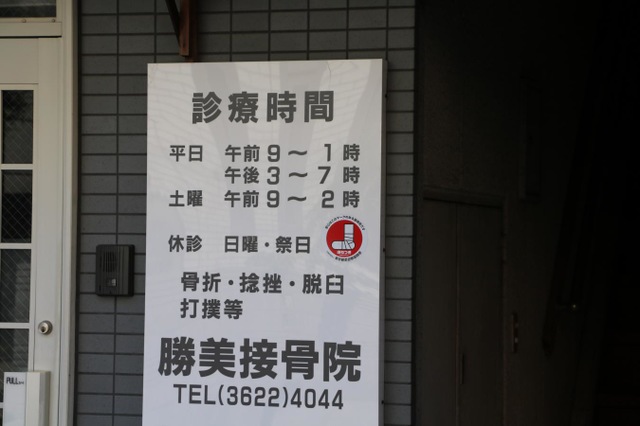 診療時間
平日 午前9～1時
午後3～7時
土曜 午前9～2時
休診 日曜・祭日
骨折・捻挫・脱臼
打撲等
勝美接骨院
TEL(3622)4044
PULL